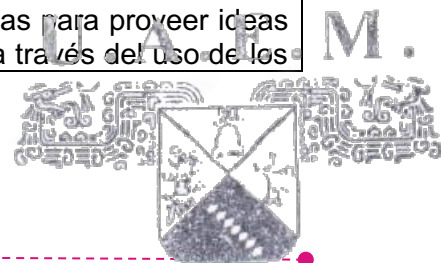 as para proveer ideas
a través del uso de los
U. A. E. M.